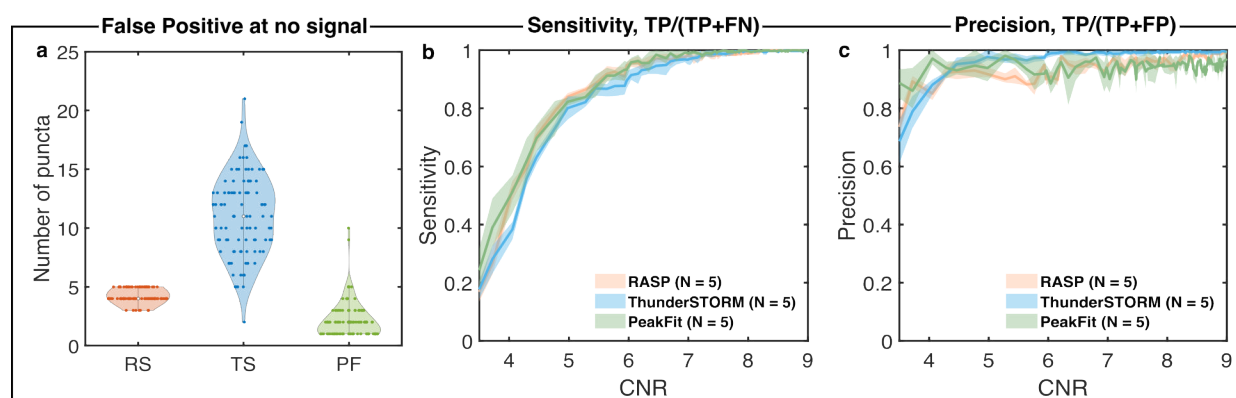 False Positive at no signal
Sensitivity, TP/(TP+FN)
Precision, TP/(TP+FP)
a
Number of puncta
25
20
15
10
5
0
RS
TS
PF
b
Sensitivity
1
0.8
0.6
0.4
0.2
0
4
5
6
7
8
9
CNR
RASP (N = 5)
ThunderSTORM (N = 5)
PeakFit (N = 5)
c
Precision
1
0.8
0.6
0.4
0.2
0
4
5
6
7
8
9
CNR
RASP (N = 5)
ThunderSTORM (N = 5)
PeakFit (N = 5)